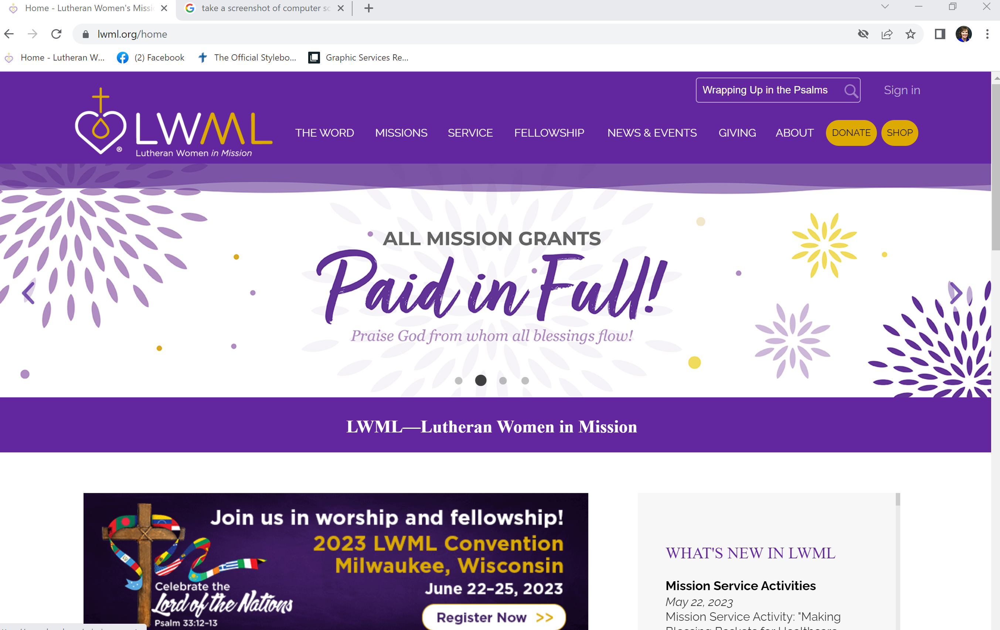 Home - Lutheran Women's Missi
take a screenshot of computer sc
lwml.org/home
Home - Lutheran W...
(2) Facebook
The Official Stylebo...
Graphic Services Re...
Wrapping Up in the Psalms
Sign in
LWML
®
Lutheran Women in Mission
THE WORD
MISSIONS
SERVICE
FELLOWSHIP
NEWS & EVENTS
GIVING
ABOUT
DONATE
SHOP
ALL MISSION GRANTS
Paid in Full!
Praise God from whom all blessings flow!
LWML—Lutheran Women in Mission
Join us in worship and fellowship!
2023 LWML Convention
Milwaukee, Wisconsin
June 22–25, 2023
Register Now >>
Celebrate the
Lord of the Nations
Psalm 33:12–13
WHAT'S NEW IN LWML
Mission Service Activities
May 22, 2023
Mission Service Activity: "Making
Blessing Baskets for Healthcare